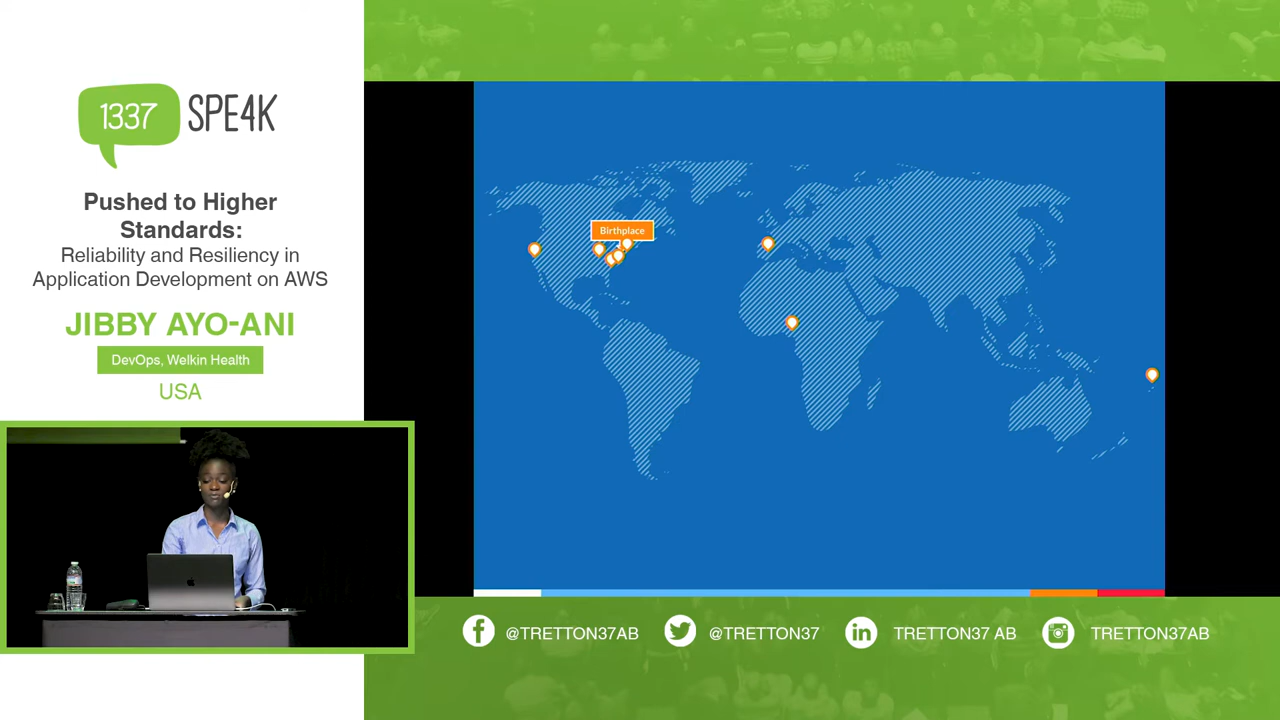 1337 SPE4K
Pushed to Higher
Standards:
Reliability and Resiliency in
Application Development on AWS
JIBBY AYO-ANI
DevOps, Welkin Health
USA
Birthplace
@TRETTON37AB
@TRETTON37
TRETTON37 AB
TRETTON37AB